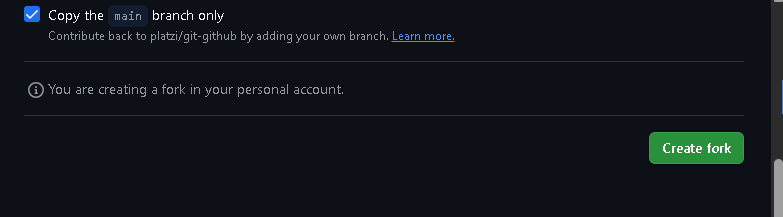 Copy the main branch only
Contribute back to platzi/git-github by adding your own branch. Learn more.
You are creating a fork in your personal account.
Create fork